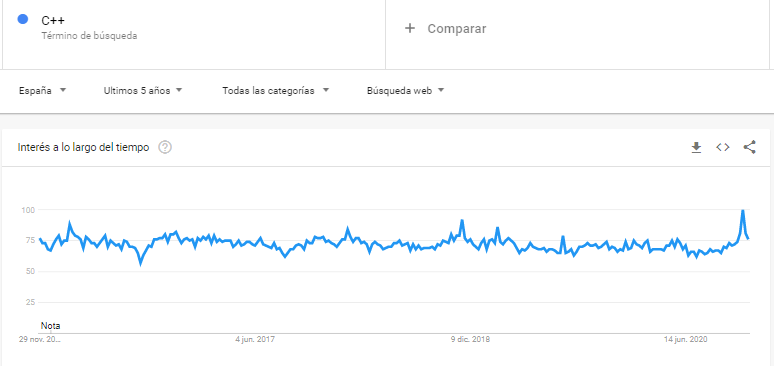 C++
Término de búsqueda
+ Comparar
España
Ultimos 5 años
Todas las categorías
Búsqueda web
Interés a lo largo del tiempo
100
75
50
25
Nota
29 nov. 20...
4 jun. 2017
9 dic. 2018
14 jun. 2020